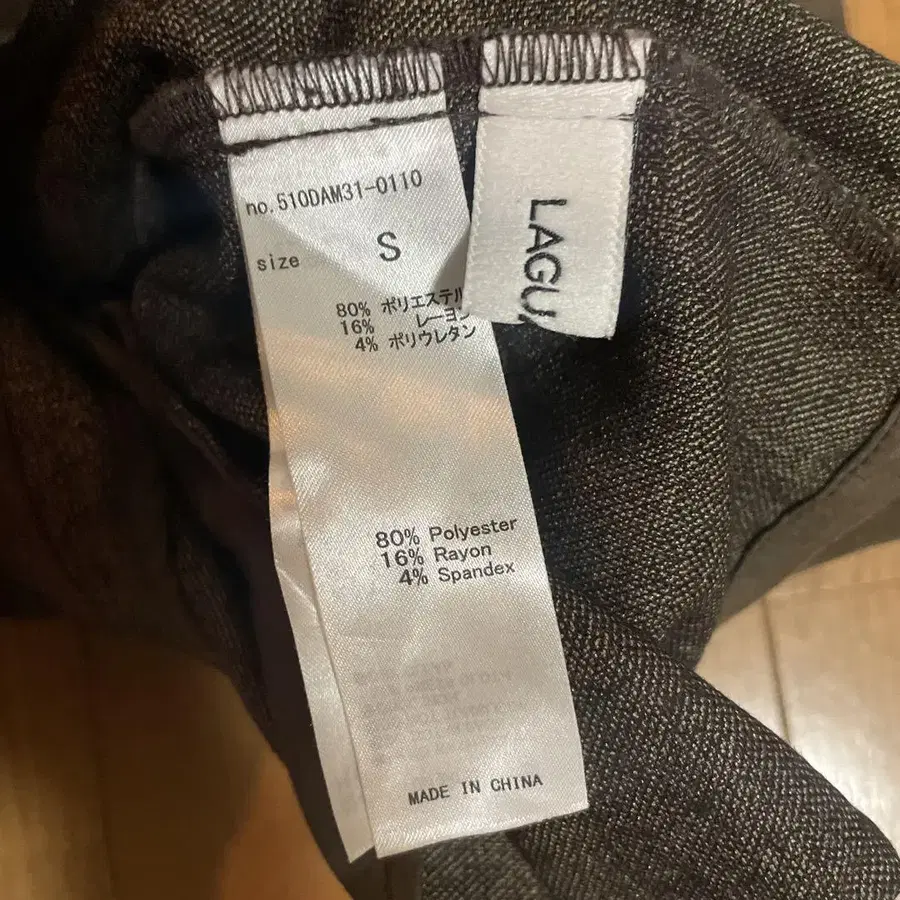 no.510DAM31-0110
size S
80% ポリエステル
16% レーヨン
4% ポリウレタン
80% Polyester
16% Rayon
4% Spandex
MADE IN CHINA
LAGU